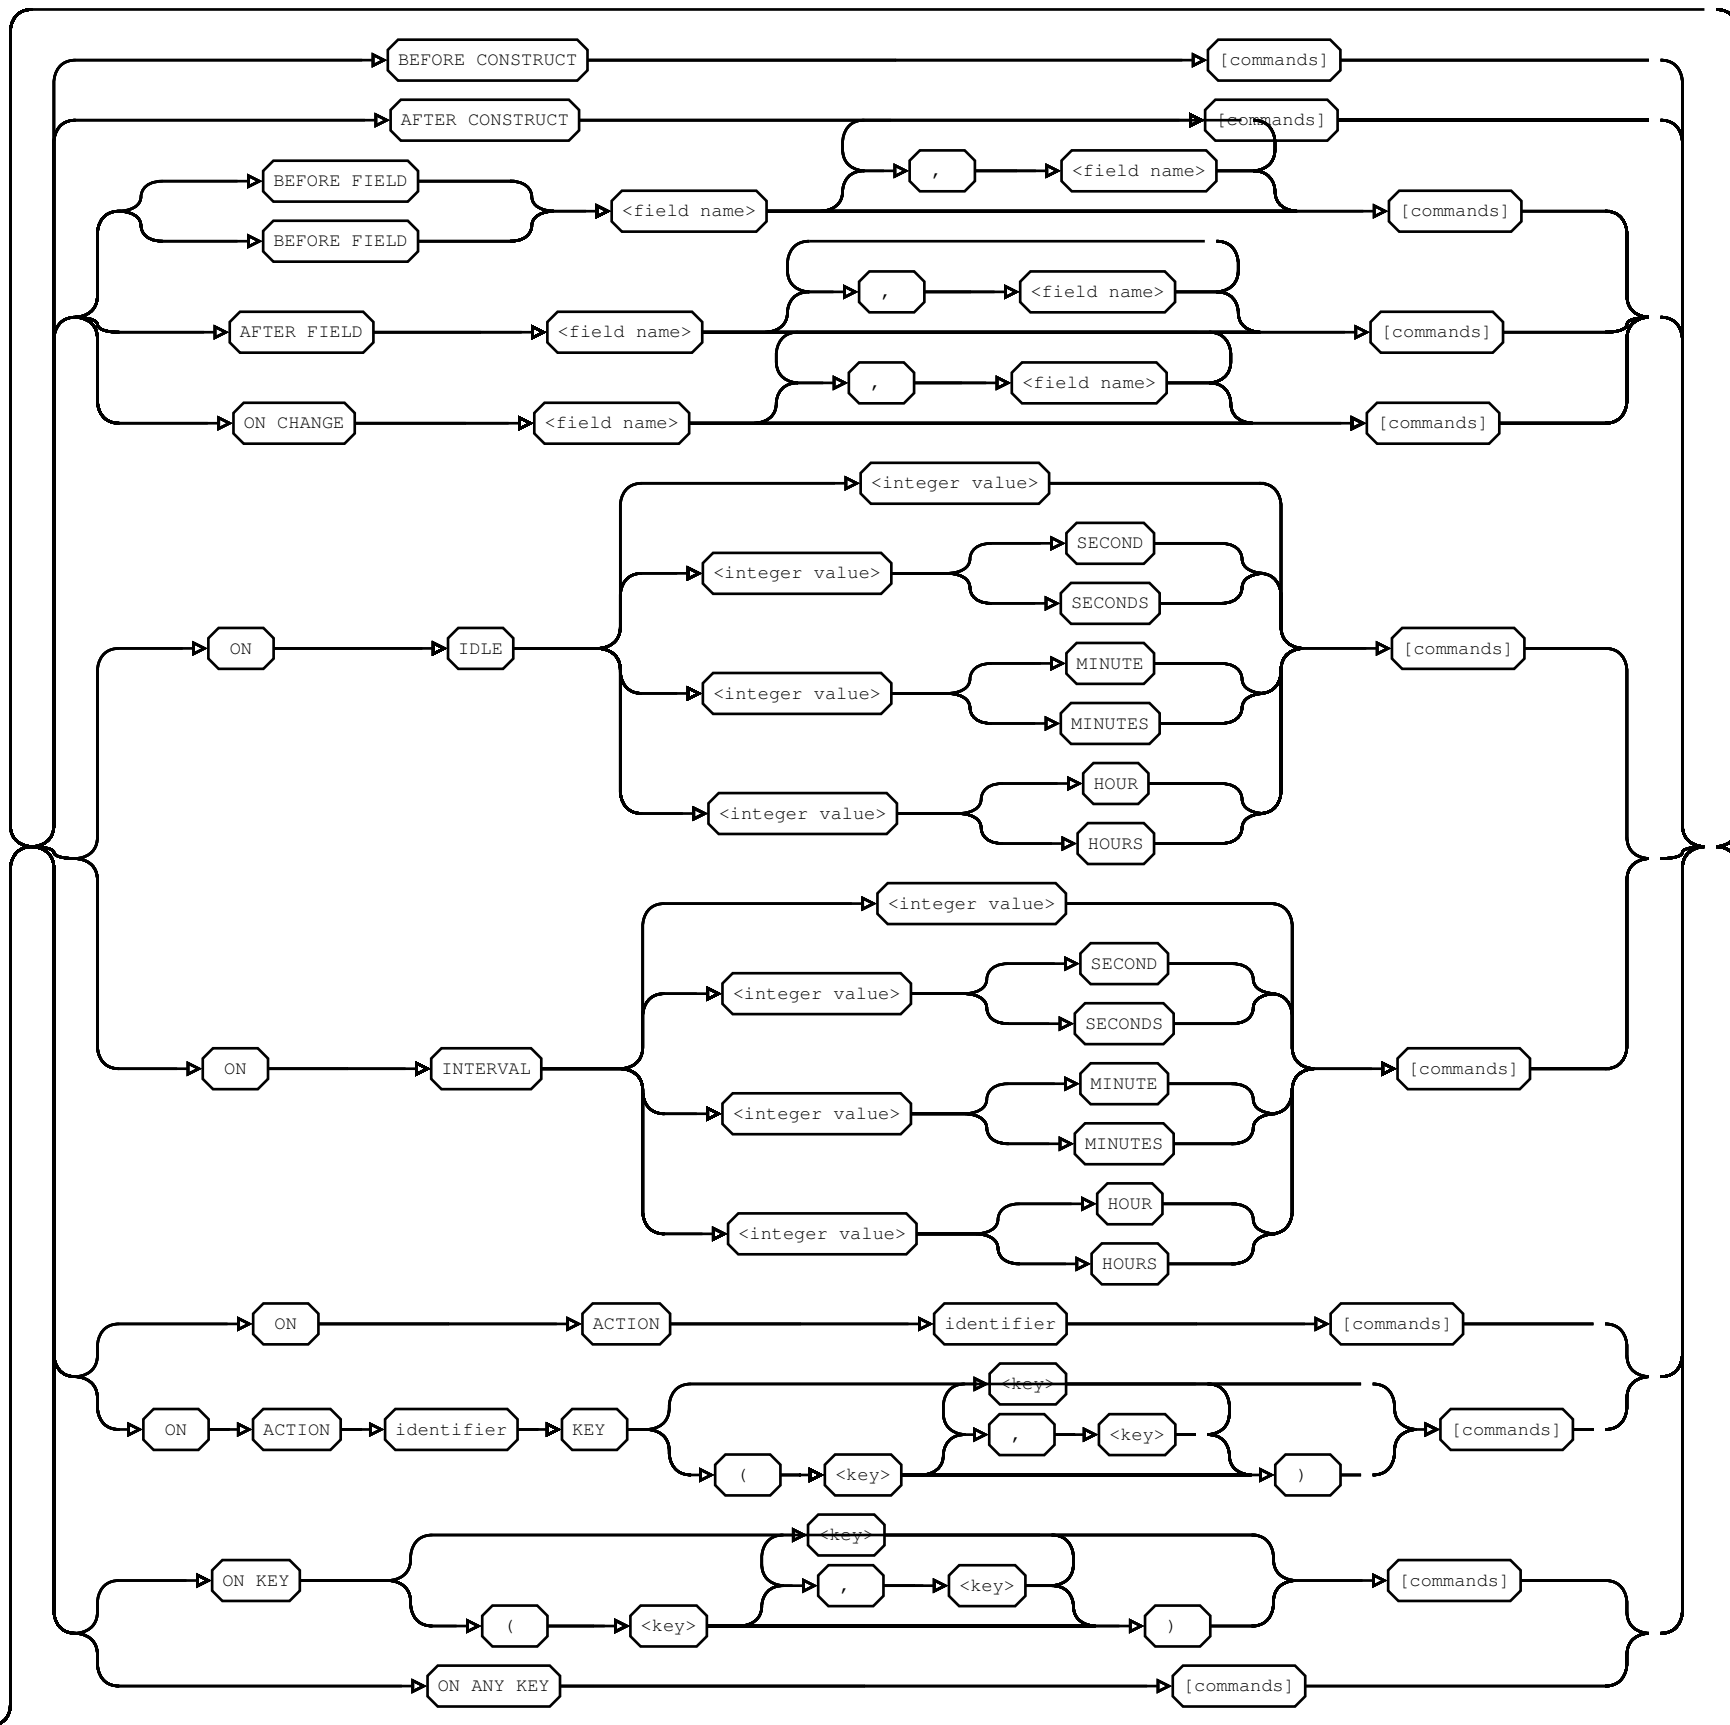 BEFORE CONSTRUCT [commands]
AFTER CONSTRUCT [commands]
, <field name>
BEFORE FIELD
<field name> [commands]
BEFORE FIELD
, <field name>
AFTER FIELD <field name> [commands]
, <field name>
ON CHANGE <field name> [commands]
<integer value>
SECOND
<integer value>
SECONDS
ON IDLE [commands]
MINUTE
<integer value>
MINUTES
HOUR
<integer value>
HOURS
<integer value>
SECOND
<integer value>
SECONDS
ON INTERVAL [commands]
MINUTE
<integer value>
MINUTES
HOUR
<integer value>
HOURS
ON ACTION identifier [commands]
<key>
ON ACTION identifier KEY , <key> [commands]
( <key> )
<key>
ON KEY , <key> [commands]
( <key> )
ON ANY KEY [commands]